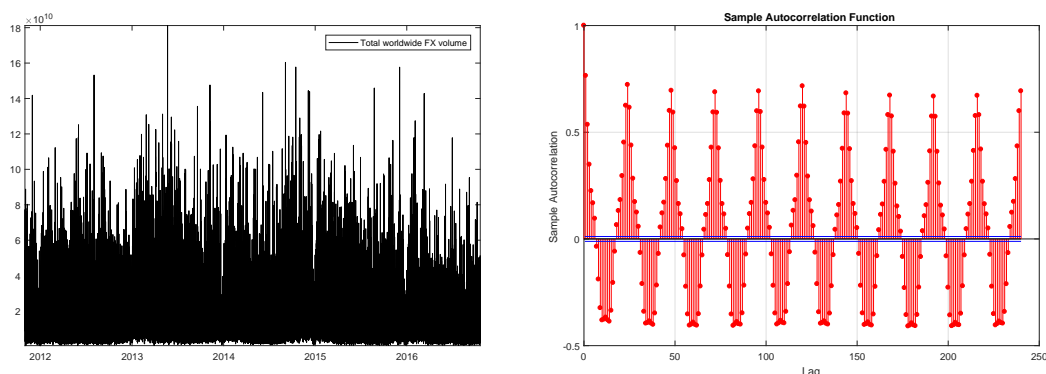 ×10^10
18
16
14
12
10
8
6
4
2
2012 2013 2014 2015 2016
Total worldwide FX volume
Sample Autocorrelation Function
Sample Autocorrelation
1
0.5
0
-0.5
0 50 100 150 200 250
Lag